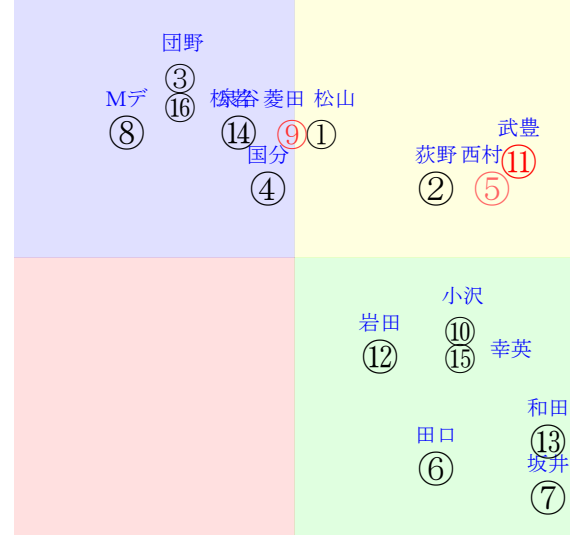 団野
③
Mデ
菱田
松山
⑯
⑧
⑭
⑨
①
武豊
国分
荻野
西村
⑪
④
②
⑤
小沢
岩田
⑩
幸英
⑫
⑮
和田
田口
⑬
坂井
⑥
⑦